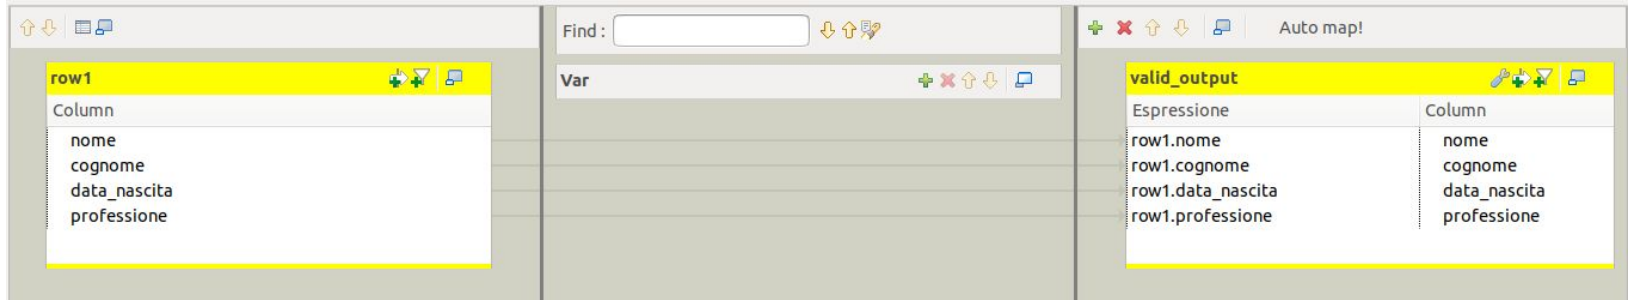 Find :
Auto map!
row1
Column
nome
cognome
data_nascita
professione
Var
valid_output
Espressione Column
row1.nome nome
row1.cognome cognome
row1.data_nascita data_nascita
row1.professione professione